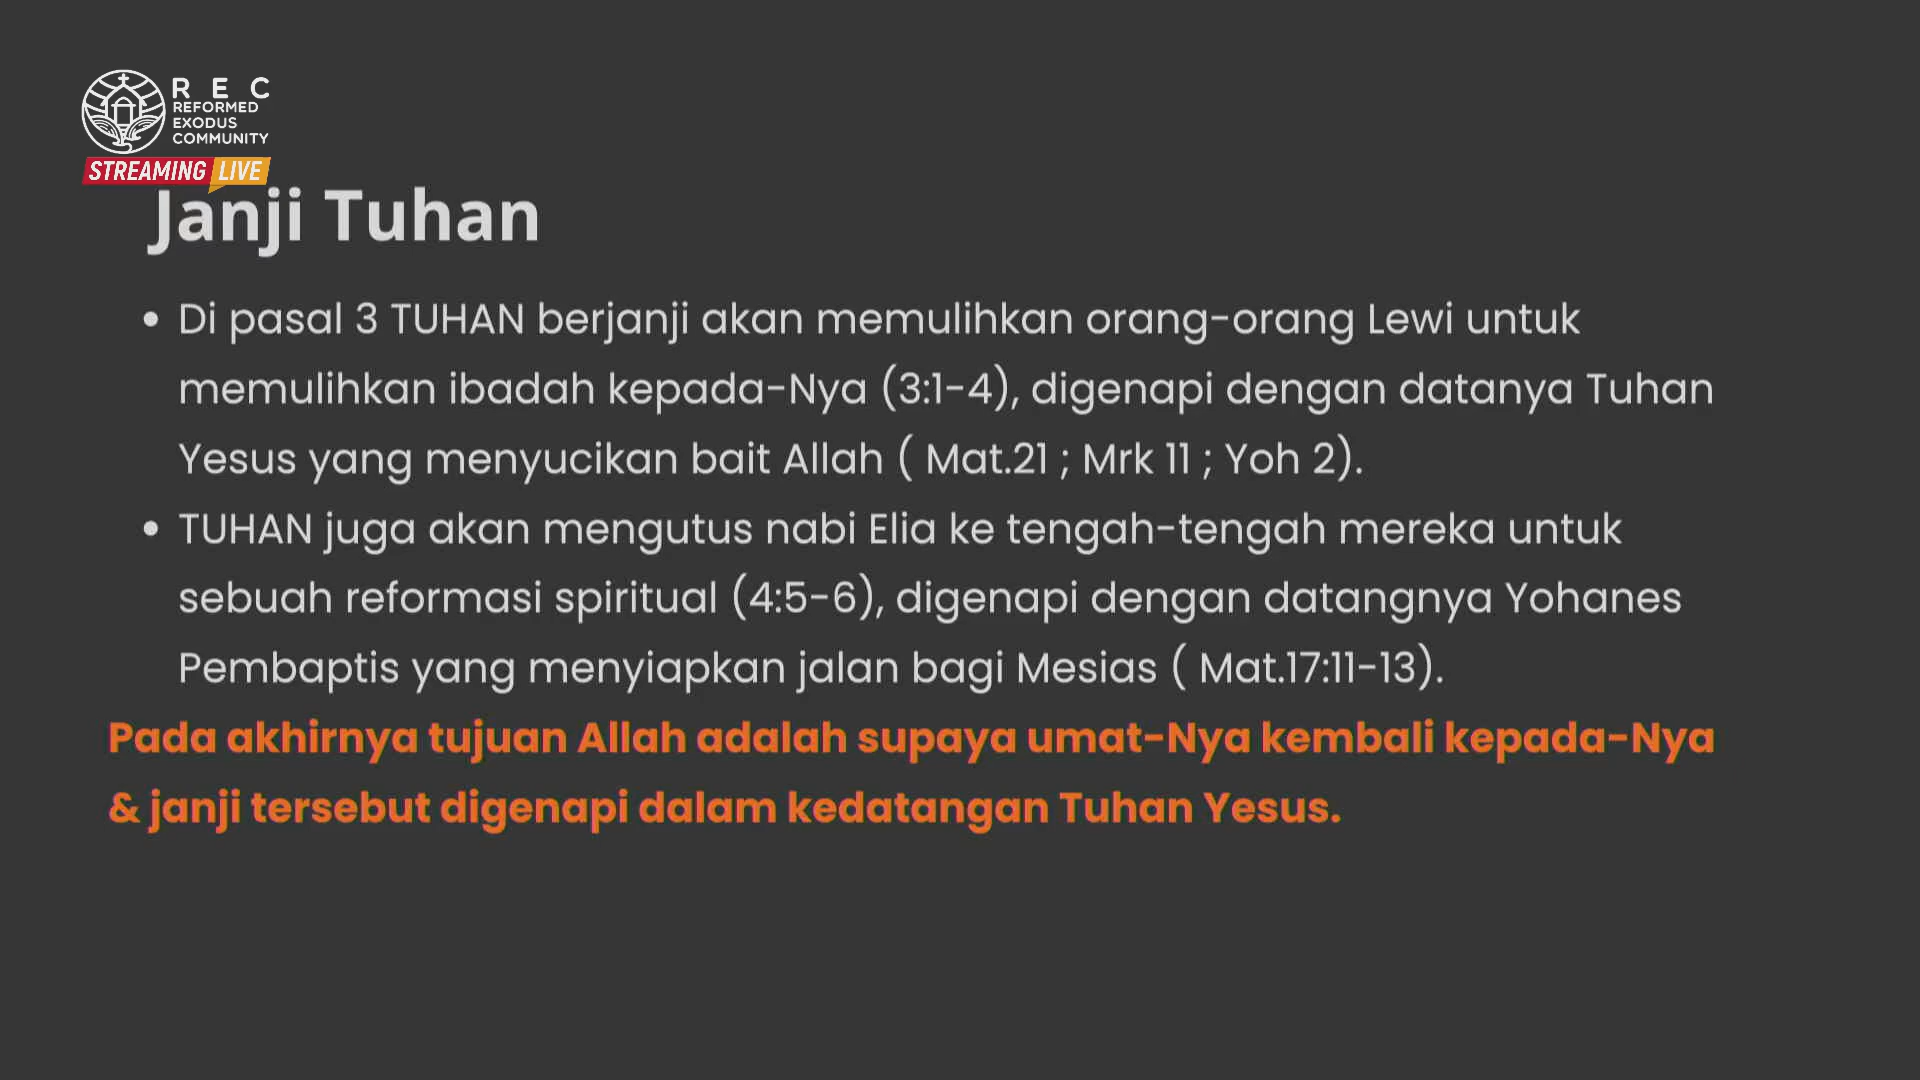 R E C
REFORMED
EXODUS
COMMUNITY
STREAMING LIVE
Janji Tuhan
• Di pasal 3 TUHAN berjanji akan memulihkan orang-orang Lewi untuk
memulihkan ibadah kepada-Nya (3:1-4), digenapi dengan datanya Tuhan
Yesus yang menyucikan bait Allah ( Mat.21 ; Mrk 11 ; Yoh 2).
• TUHAN juga akan mengutus nabi Elia ke tengah-tengah mereka untuk
sebuah reformasi spiritual (4:5-6), digenapi dengan datangnya Yohanes
Pembaptis yang menyiapkan jalan bagi Mesias ( Mat.17:11-13).
Pada akhirnya tujuan Allah adalah supaya umat-Nya kembali kepada-Nya
& janji tersebut digenapi dalam kedatangan Tuhan Yesus.